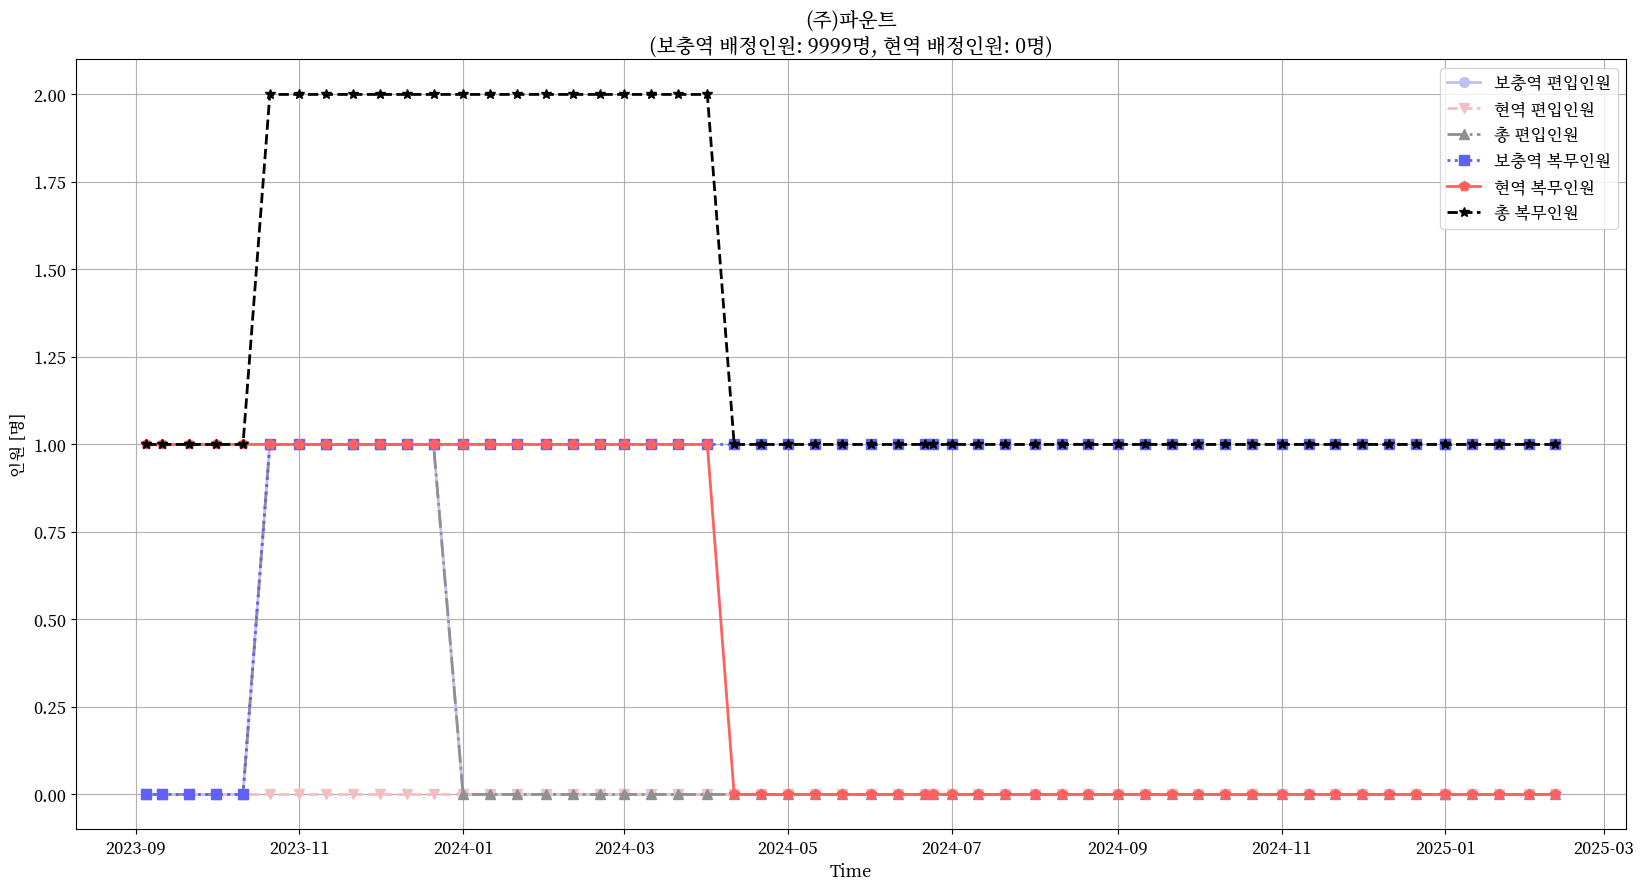 (주)파운트
(보충역 배정인원: 9999명, 현역 배정인원: 0명)
보충역 편입인원
현역 편입인원
총 편입인원
보충역 복무인원
현역 복무인원
총 복무인원
2.00
1.75
1.50
1.25
1.00
0.75
0.50
0.25
0.00
인원 [명]
2023-09 2023-11 2024-01 2024-03 2024-05 2024-07 2024-09 2024-11 2025-01 2025-03
Time